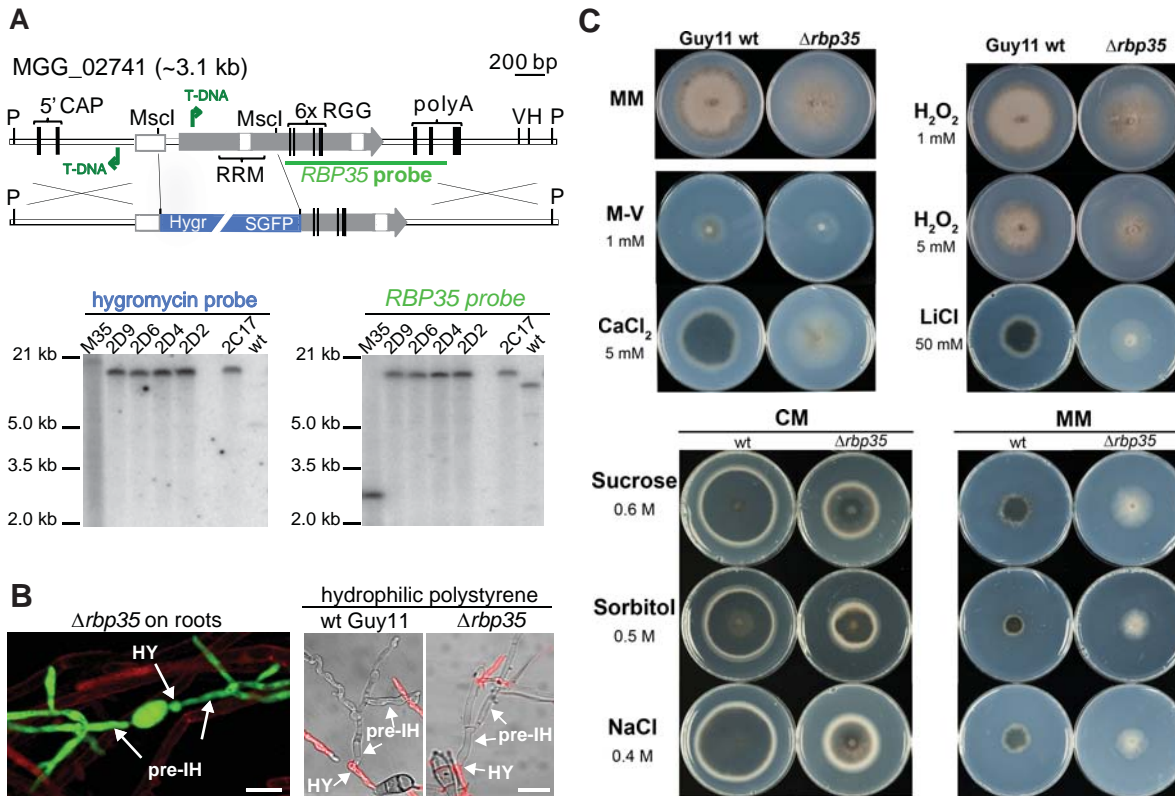 A
MGG_02741 (~3.1 kb)
200 bp
P 5' CAP MscI T-DNA MscI 6x RGG polyA VH P
T-DNA
RRM
RBP35 probe
P P
Hygr SGFP
hygromycin probe
M35 2D9 2D6 2D4 2D2 2C17 wt
21 kb
5.0 kb
3.5 kb
2.0 kb
RBP35 probe
M35 2D9 2D6 2D4 2D2 2C17 wt
21 kb
5.0 kb
3.5 kb
2.0 kb
B
Δrbp35 on roots
HY
pre-IH
hydrophilic polystyrene
wt Guy11 Δrbp35
pre-IH
HY
pre-IH
HY
C
Guy11 wt Δrbp35
MM
M-V
1 mM
CaCl₂
5 mM
Guy11 wt Δrbp35
H₂O₂
1 mM
H₂O₂
5 mM
LiCl
50 mM
CM
wt Δrbp35
MM
wt Δrbp35
Sucrose
0.6 M
Sorbitol
0.5 M
NaCl
0.4 M